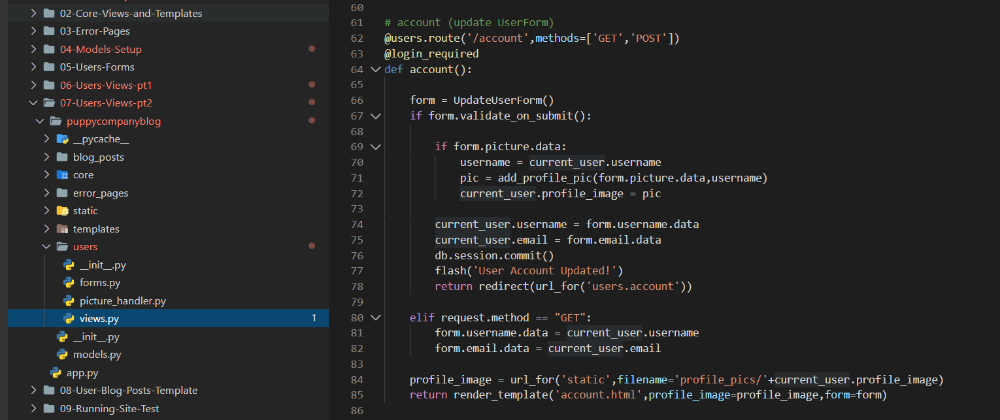 02-Core-Views-and-Templates
03-Error-Pages
04-Models-Setup
05-Users-Forms
06-Users-Views-pt1
07-Users-Views-pt2
puppycompanyblog
__pycache__
blog_posts
core
error_pages
static
templates
users
__init__.py
forms.py
picture_handler.py
views.py 1
__init__.py
models.py
app.py
08-User-Blog-Posts-Template
09-Running-Site-Test
60
61 # account (update UserForm)
62 @users.route('/account',methods=['GET','POST'])
63 @login_required
64 def account():
65
66     form = UpdateUserForm()
67     if form.validate_on_submit():
68
69         if form.picture.data:
70             username = current_user.username
71             pic = add_profile_pic(form.picture.data,username)
72             current_user.profile_image = pic
73
74         current_user.username = form.username.data
75         current_user.email = form.email.data
76         db.session.commit()
77         flash('User Account Updated!')
78         return redirect(url_for('users.account'))
79
80     elif request.method == "GET":
81         form.username.data = current_user.username
82         form.email.data = current_user.email
83
84     profile_image = url_for('static',filename='profile_pics/'+current_user.profile_image)
85     return render_template('account.html',profile_image=profile_image,form=form)
86